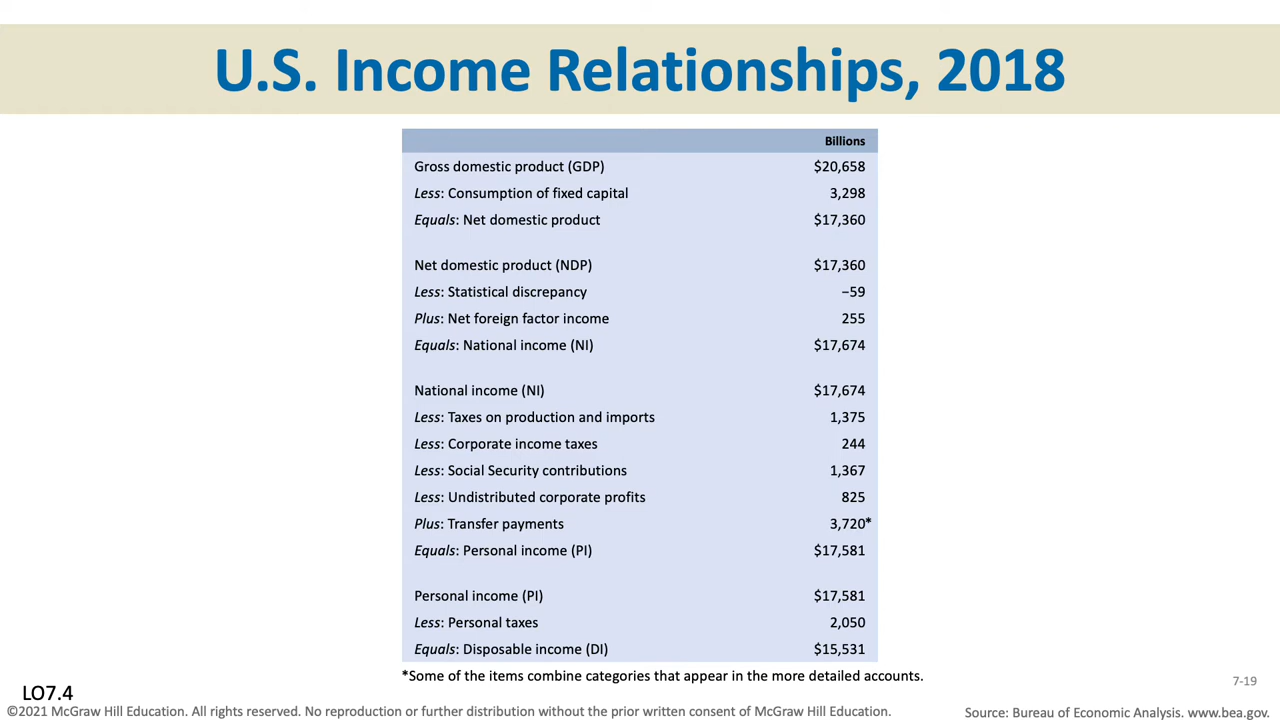 U.S. Income Relationships, 2018
Billions
Gross domestic product (GDP) $20,658
Less: Consumption of fixed capital 3,298
Equals: Net domestic product $17,360
Net domestic product (NDP) $17,360
Less: Statistical discrepancy −59
Plus: Net foreign factor income 255
Equals: National income (NI) $17,674
National income (NI) $17,674
Less: Taxes on production and imports 1,375
Less: Corporate income taxes 244
Less: Social Security contributions 1,367
Less: Undistributed corporate profits 825
Plus: Transfer payments 3,720*
Equals: Personal income (PI) $17,581
Personal income (PI) $17,581
Less: Personal taxes 2,050
Equals: Disposable income (DI) $15,531
*Some of the items combine categories that appear in the more detailed accounts.
7-19
LO7.4
©2021 McGraw Hill Education. All rights reserved. No reproduction or further distribution without the prior written consent of McGraw Hill Education.
Source: Bureau of Economic Analysis. www.bea.gov.